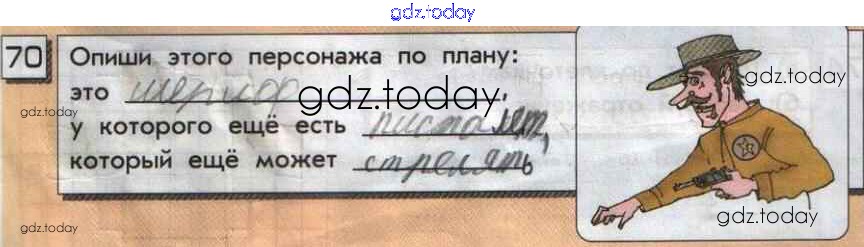 gdz.today
70 Опиши этого персонажа по плану:
это шериф,
у которого ещё есть пистолет,
который ещё может стрелять
gdz.today
gdz.today
gdz.today
gdz.today
gdz.today